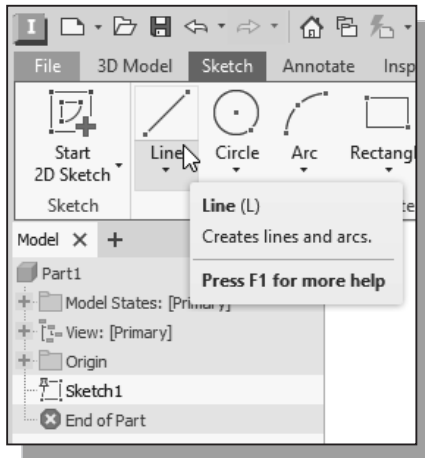 I
File 3D Model Sketch Annotate Insp
Start
2D Sketch
Line Circle Arc Rectangl
Sketch
Line (L)
Creates lines and arcs.
Press F1 for more help
Model
Part1
Model States: [Primary]
View: [Primary]
Origin
Sketch1
End of Part